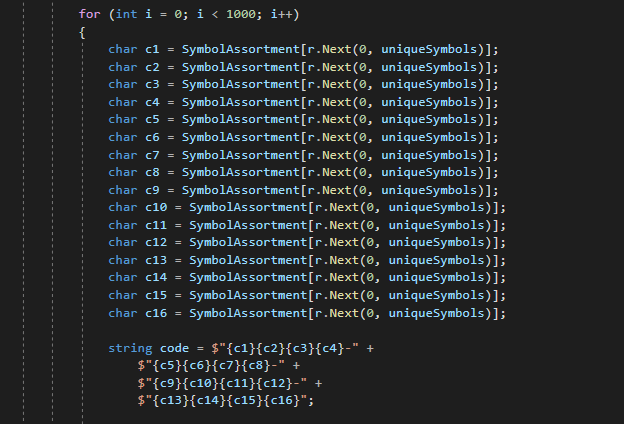 for (int i = 0; i < 1000; i++)
{
char c1 = SymbolAssortment[r.Next(0, uniqueSymbols)];
char c2 = SymbolAssortment[r.Next(0, uniqueSymbols)];
char c3 = SymbolAssortment[r.Next(0, uniqueSymbols)];
char c4 = SymbolAssortment[r.Next(0, uniqueSymbols)];
char c5 = SymbolAssortment[r.Next(0, uniqueSymbols)];
char c6 = SymbolAssortment[r.Next(0, uniqueSymbols)];
char c7 = SymbolAssortment[r.Next(0, uniqueSymbols)];
char c8 = SymbolAssortment[r.Next(0, uniqueSymbols)];
char c9 = SymbolAssortment[r.Next(0, uniqueSymbols)];
char c10 = SymbolAssortment[r.Next(0, uniqueSymbols)];
char c11 = SymbolAssortment[r.Next(0, uniqueSymbols)];
char c12 = SymbolAssortment[r.Next(0, uniqueSymbols)];
char c13 = SymbolAssortment[r.Next(0, uniqueSymbols)];
char c14 = SymbolAssortment[r.Next(0, uniqueSymbols)];
char c15 = SymbolAssortment[r.Next(0, uniqueSymbols)];
char c16 = SymbolAssortment[r.Next(0, uniqueSymbols)];
string code = $"{c1}{c2}{c3}{c4}-" +
$"{c5}{c6}{c7}{c8}-" +
$"{c9}{c10}{c11}{c12}-" +
$"{c13}{c14}{c15}{c16}";